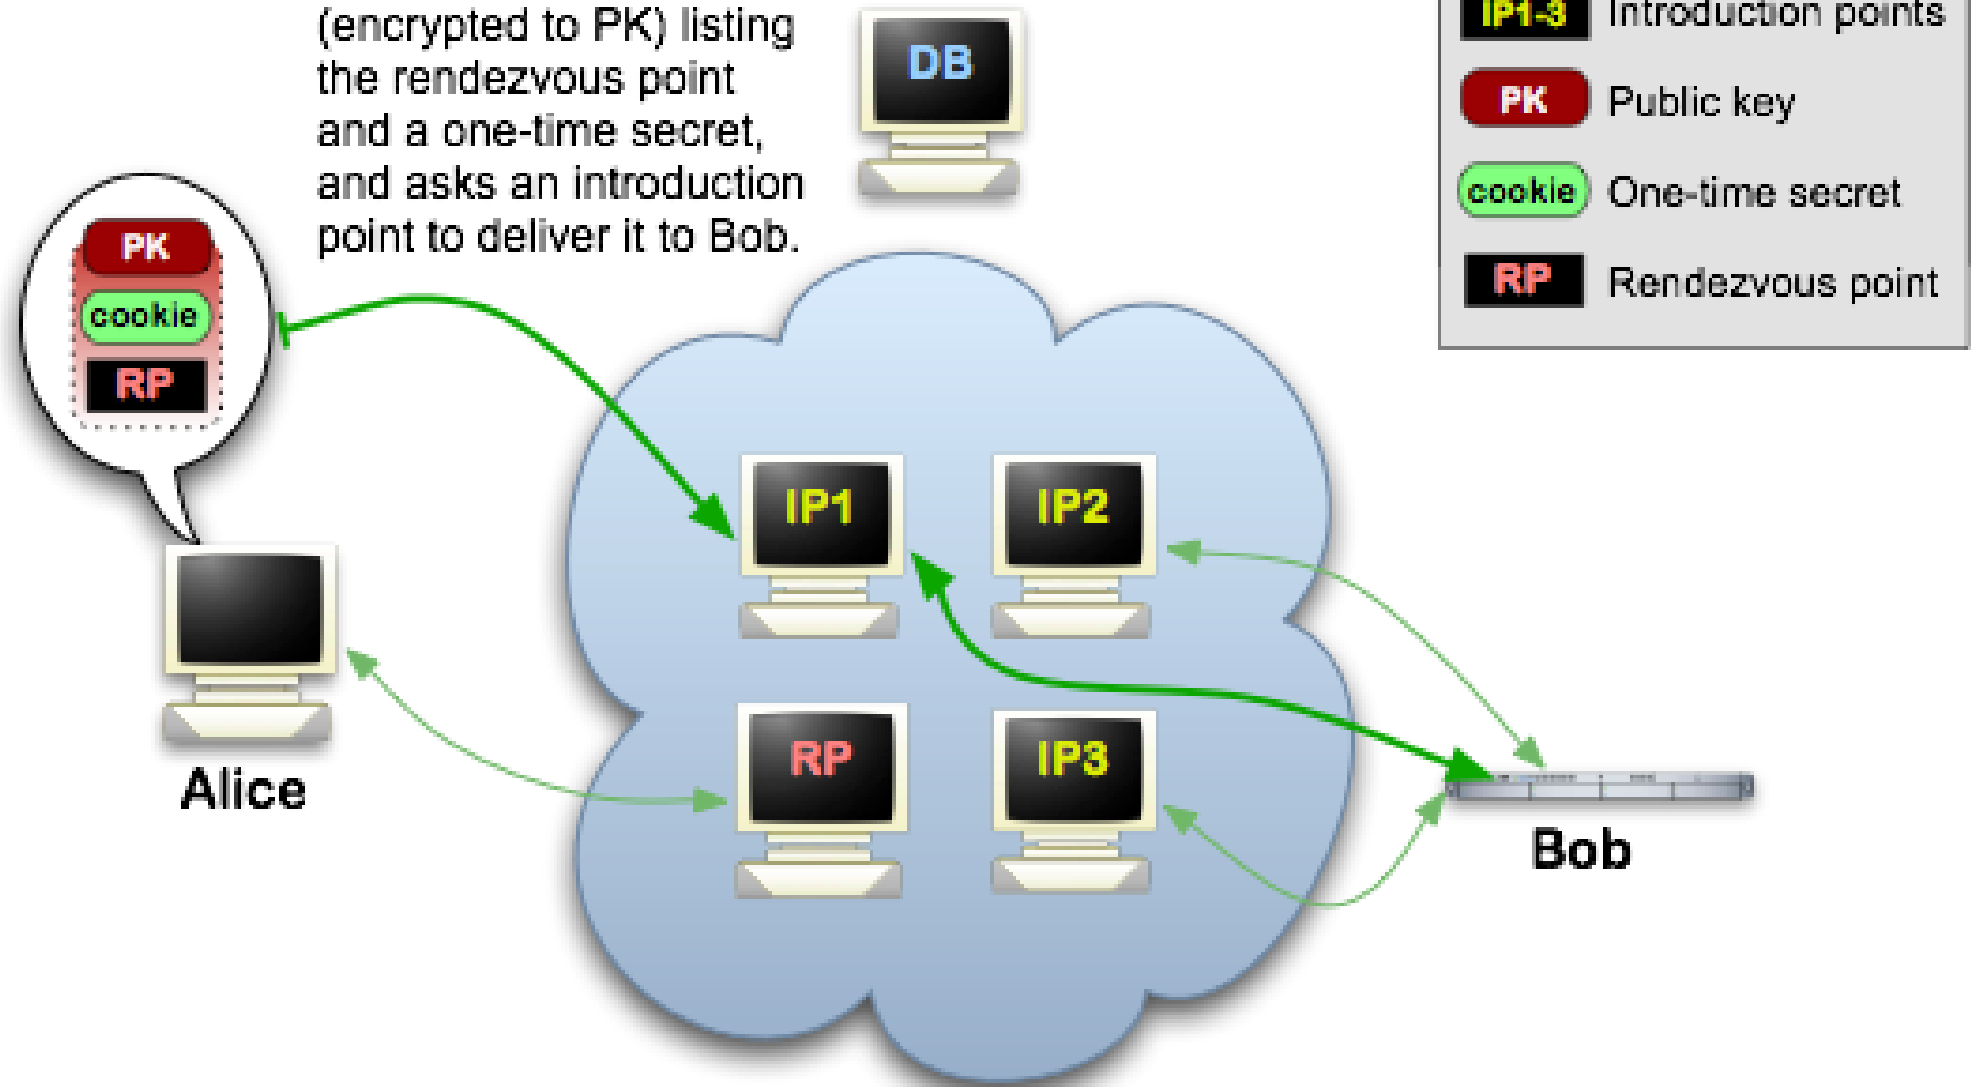 (encrypted to PK) listing
the rendezvous point
and a one-time secret,
and asks an introduction
point to deliver it to Bob.
DB
IP1-3 Introduction points
PK Public key
cookie One-time secret
RP Rendezvous point
PK
cookie
RP
IP1
IP2
RP
IP3
Alice
Bob